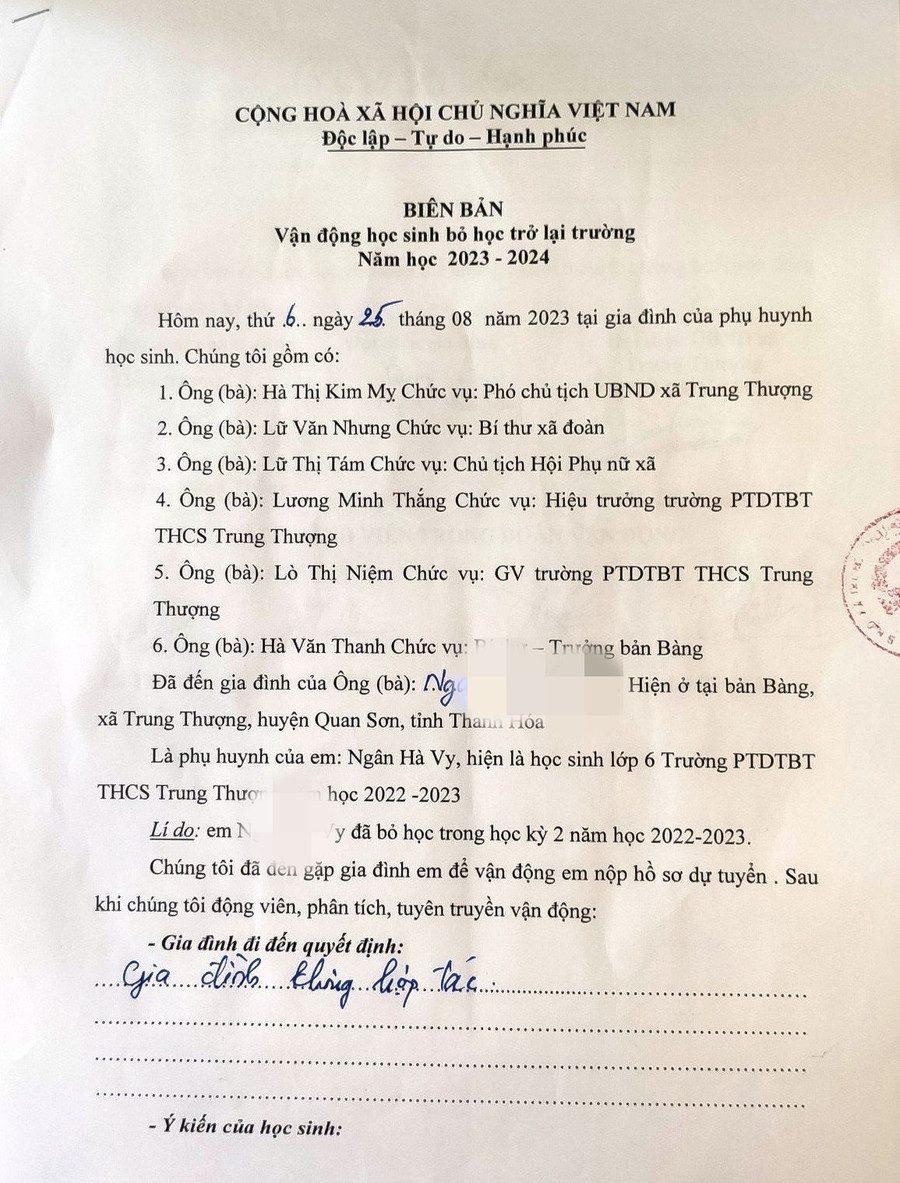 CỘNG HOÀ XÃ HỘI CHỦ NGHĨA VIỆT NAM
Độc lập – Tự do – Hạnh phúc
BIÊN BẢN
Vận động học sinh bỏ học trở lại trường
Năm học 2023 - 2024
Hôm nay, thứ 6.. ngày 25. tháng 08 năm 2023 tại gia đình của phụ huynh
học sinh. Chúng tôi gồm có:
1. Ông (bà): Hà Thị Kim Mỵ Chức vụ: Phó chủ tịch UBND xã Trung Thượng
2. Ông (bà): Lữ Văn Nhưng Chức vụ: Bí thư xã đoàn
3. Ông (bà): Lữ Thị Tám Chức vụ: Chủ tịch Hội Phụ nữ xã
4. Ông (bà): Lương Minh Thắng Chức vụ: Hiệu trưởng trường PTDTBT
THCS Trung Thượng
5. Ông (bà): Lò Thị Niệm Chức vụ: GV trường PTDTBT THCS Trung
Thượng
6. Ông (bà): Hà Văn Thanh Chức vụ: – Trưởng bản Bàng
Đã đến gia đình của Ông (bà): Hiện ở tại bản Bàng,
xã Trung Thượng, huyện Quan Sơn, tỉnh Thanh Hóa
Là phụ huynh của em: Ngân Hà Vy, hiện là học sinh lớp 6 Trường PTDTBT
THCS Trung học 2022 -2023
Lí do: em đã bỏ học trong học kỳ 2 năm học 2022-2023.
Chúng tôi đã đến gặp gia đình em để vận động em nộp hồ sơ dự tuyển . Sau
khi chúng tôi động viên, phân tích, tuyên truyền vận động:
- Gia đình đi đến quyết định:
Gia đình không hợp tác.
- Ý kiến của học sinh: